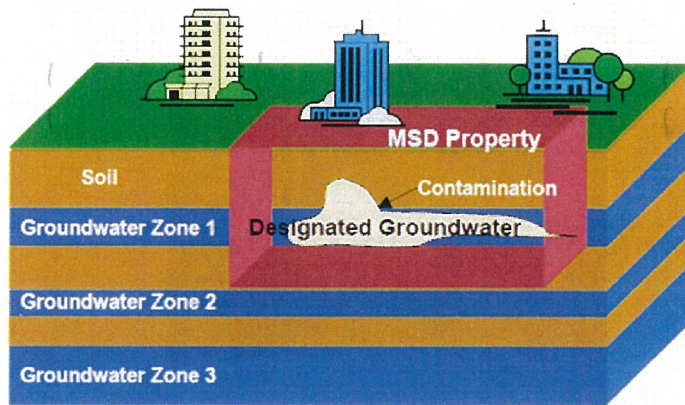 MSD Property
Soil
Contamination
Groundwater Zone 1
Designated Groundwater
Groundwater Zone 2
Groundwater Zone 3